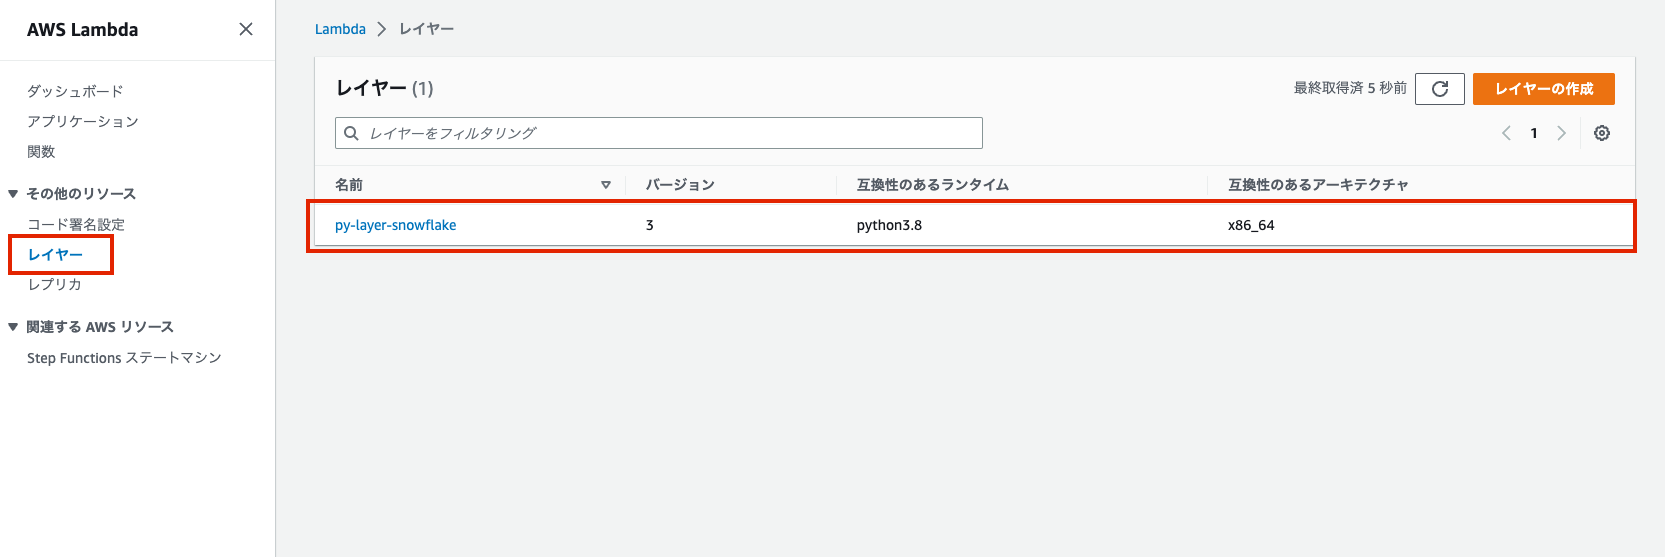 AWS Lambda
ダッシュボード
アプリケーション
関数
その他のリソース
コード署名設定
レイヤー
レプリカ
関連する AWS リソース
Step Functions ステートマシン
Lambda レイヤー
レイヤー (1)
最終取得済 5 秒前
レイヤーの作成
レイヤーをフィルタリング
1
名前 バージョン 互換性のあるランタイム 互換性のあるアーキテクチャ
py-layer-snowflake 3 python3.8 x86_64